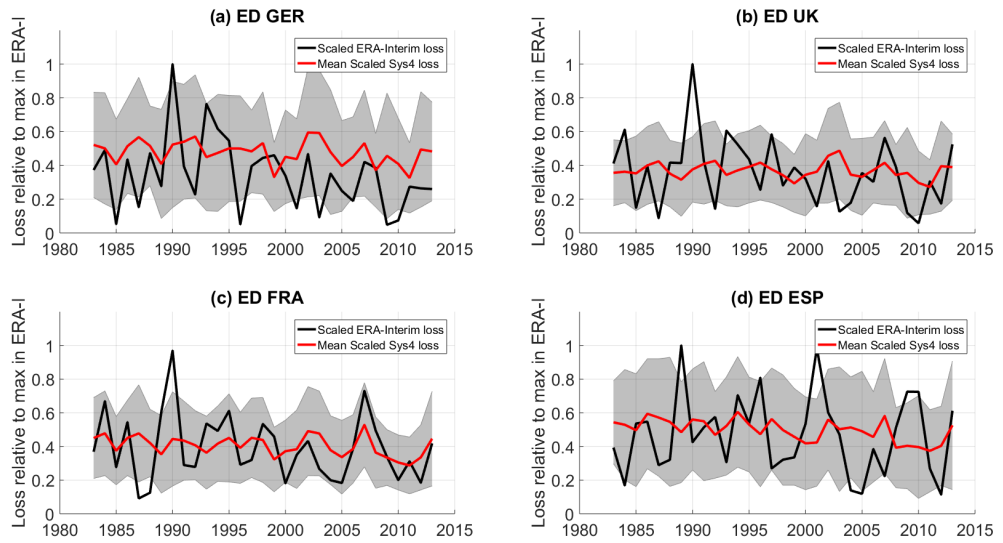 (a) ED GER
Loss relative to max in ERA-I
1
0.8
0.6
0.4
0.2
0
Scaled ERA-Interim loss
Mean Scaled Sys4 loss
1980 1985 1990 1995 2000 2005 2010 2015
(b) ED UK
Loss relative to max in ERA-I
1
0.8
0.6
0.4
0.2
0
Scaled ERA-Interim loss
Mean Scaled Sys4 loss
1980 1985 1990 1995 2000 2005 2010 2015
(c) ED FRA
Loss relative to max in ERA-I
1
0.8
0.6
0.4
0.2
0
Scaled ERA-Interim loss
Mean Scaled Sys4 loss
1980 1985 1990 1995 2000 2005 2010 2015
(d) ED ESP
Loss relative to max in ERA-I
1
0.8
0.6
0.4
0.2
0
Scaled ERA-Interim loss
Mean Scaled Sys4 loss
1980 1985 1990 1995 2000 2005 2010 2015